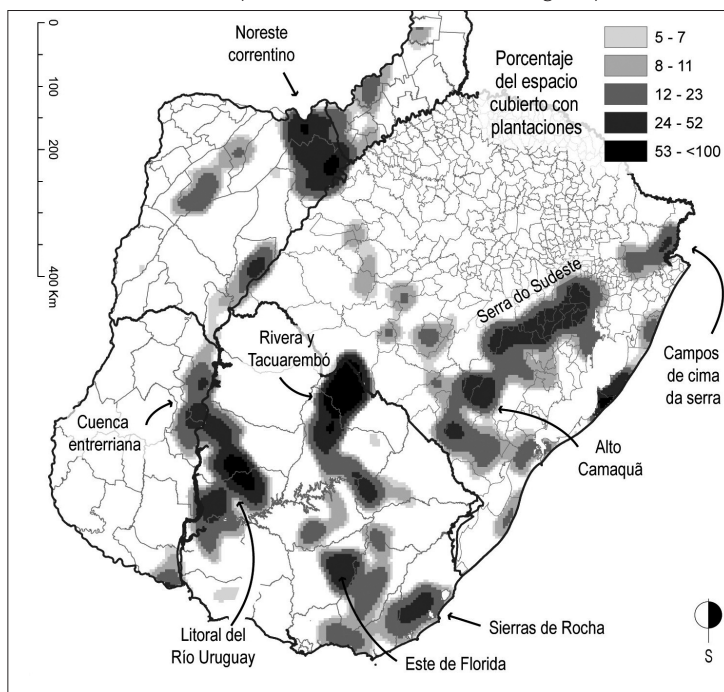 0
100
200
400 Km
Noreste
correntino
Porcentaje
del espacio
cubierto con
plantaciones
5 - 7
8 - 11
12 - 23
24 - 52
53 - <100
Serra do Sudeste
Rivera y
Tacuarembó
Campos
de cima
da serra
Cuenca
entrerriana
Alto
Camaquã
Sierras de Rocha
Litoral del
Río Uruguay
Este de Florida
S